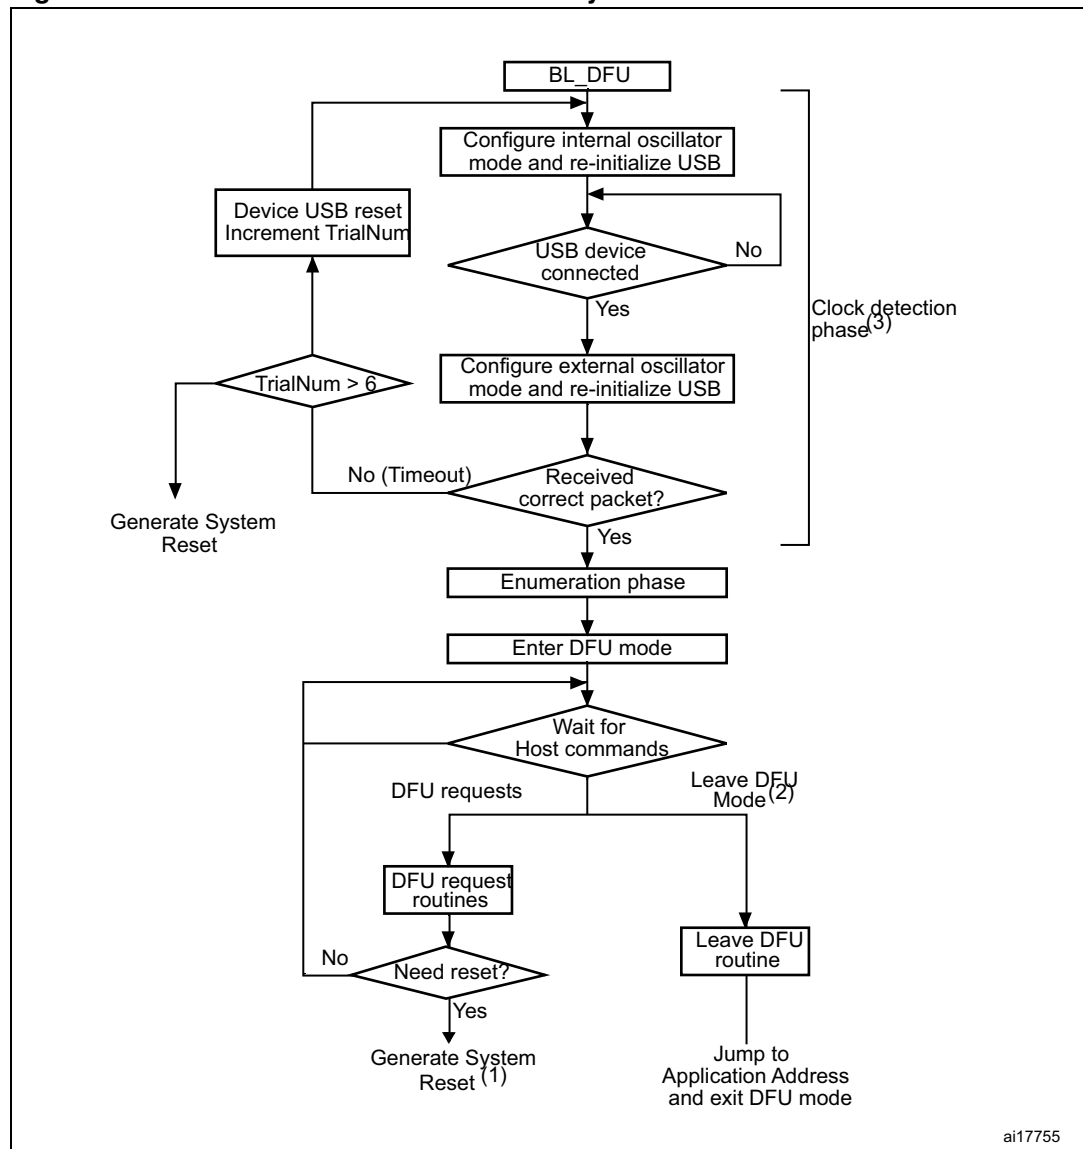 BL_DFU
Configure internal oscillator
mode and re-initialize USB
Device USB reset
Increment TrialNum
USB device
connected
No
Yes
Clock detection
phase(3)
Configure external oscillator
mode and re-initialize USB
TrialNum > 6
No (Timeout)
Received
correct packet?
Generate System
Reset
Yes
Enumeration phase
Enter DFU mode
Wait for
Host commands
DFU requests
Leave DFU
Mode(2)
DFU request
routines
Leave DFU
routine
No
Need reset?
Yes
Generate System
Reset (1)
Jump to
Application Address
and exit DFU mode
ai17755